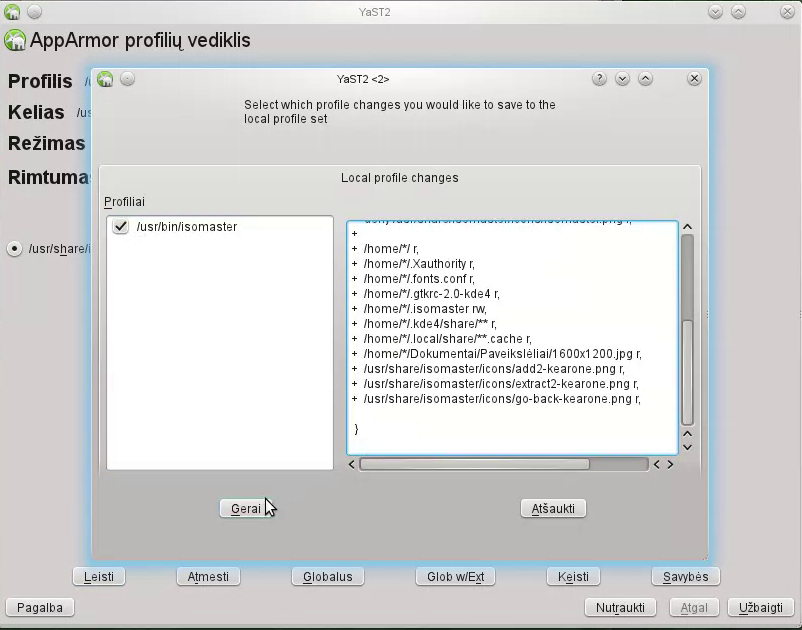 YaST2
AppArmor profilių vediklis
Profilis
Kelias
Režimas
Rimtuma
/usr/share/i
YaST2 <2>
?
Select which profile changes you would like to save to the
local profile set
Local profile changes
Profiliai
/usr/bin/isomaster
+
+ /home/*/ r,
+ /home/*/.Xauthority r,
+ /home/*/.fonts.conf r,
+ /home/*/.gtkrc-2.0-kde4 r,
+ /home/*/.isomaster rw,
+ /home/*/.kde4/share/** r,
+ /home/*/.local/share/**.cache r,
+ /home/*/Dokumentai/Paveikslėliai/1600x1200.jpg r,
+ /usr/share/isomaster/icons/add2-kearone.png r,
+ /usr/share/isomaster/icons/extract2-kearone.png r,
+ /usr/share/isomaster/icons/go-back-kearone.png r,
}
Gerai
Atšaukti
Leisti
Atmesti
Globalus
Glob w/Ext
Keisti
Savybės
Pagalba
Nutraukti
Atgal
Užbaigti